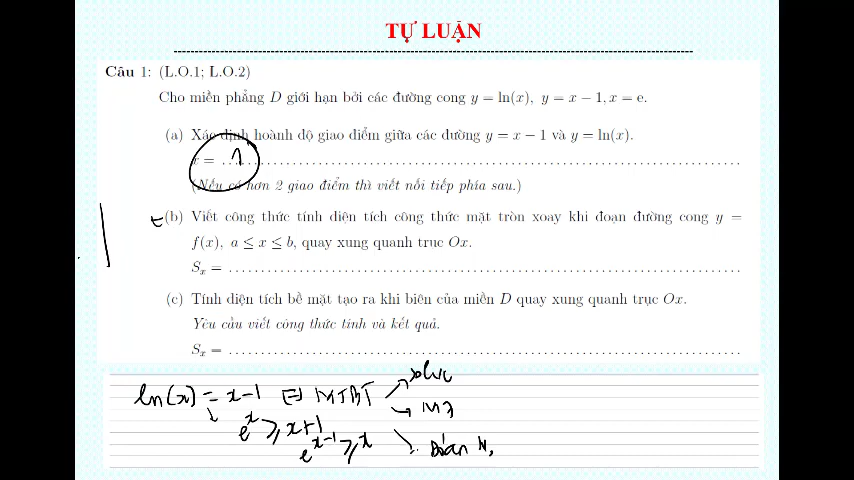 TỰ LUẬN
Câu 1: (L.O.1; L.O.2)
Cho miền phẳng D giới hạn bởi các đường cong y = ln(x), y = x − 1, x = e.
(a) Xác định hoành độ giao điểm giữa các đường y = x − 1 và y = ln(x).
x = ... 1 ...
(Nếu có hơn 2 giao điểm thì viết nối tiếp phía sau.)
(b) Viết công thức tính diện tích công thức mặt tròn xoay khi đoạn đường cong y =
f(x), a ≤ x ≤ b, quay xung quanh trục Ox.
Sx = ...
(c) Tính diện tích bề mặt tạo ra khi biên của miền D quay xung quanh trục Ox.
Yêu cầu viết công thức tính và kết quả.
Sx = ...
solve
ln(x) = x-1 MTBT
e^x ≥ x+1
e^{x-1} ≥ x